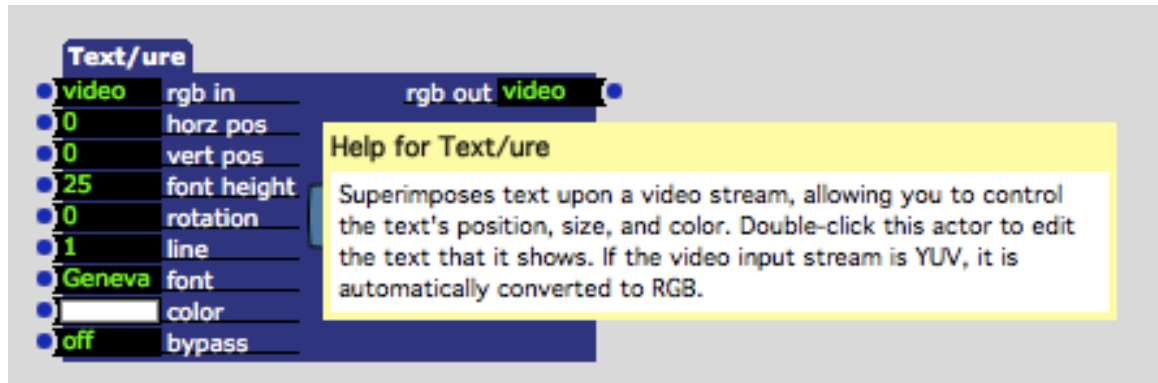 Text/ure
video rgb in rgb out video
0 horz pos
0 vert pos
25 font height
0 rotation
1 line
Geneva font
color
off bypass
Help for Text/ure
Superimposes text upon a video stream, allowing you to control
the text's position, size, and color. Double-click this actor to edit
the text that it shows. If the video input stream is YUV, it is
automatically converted to RGB.